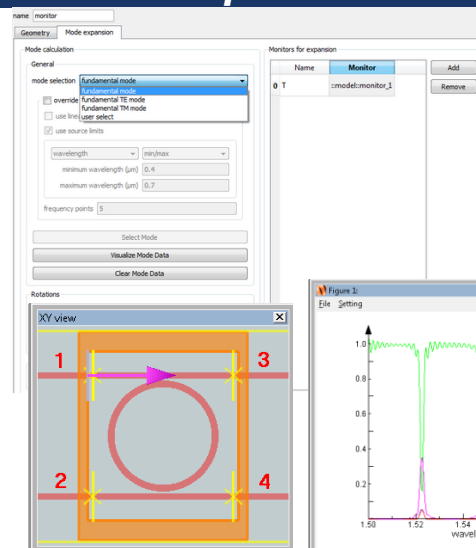 name monitor
Geometry Mode expansion
Mode calculation
General
mode selection fundamental mode
fundamental mode
fundamental TE mode
fundamental TM mode
user select
override
use line
use source limits
wavelength min/max
minimum wavelength (µm) 0.4
maximum wavelength (µm) 0.7
frequency points 5
Select Mode
Visualize Mode Data
Clear Mode Data
Rotations
Monitors for expansion
Name Monitor
0 T ::model::monitor_1
Add
Remove
XY view
1 3
2 4
Figure 1:
File Setting
1.0
0.8
0.6
0.4
0.2
1.50 1.52 1.54
wavel